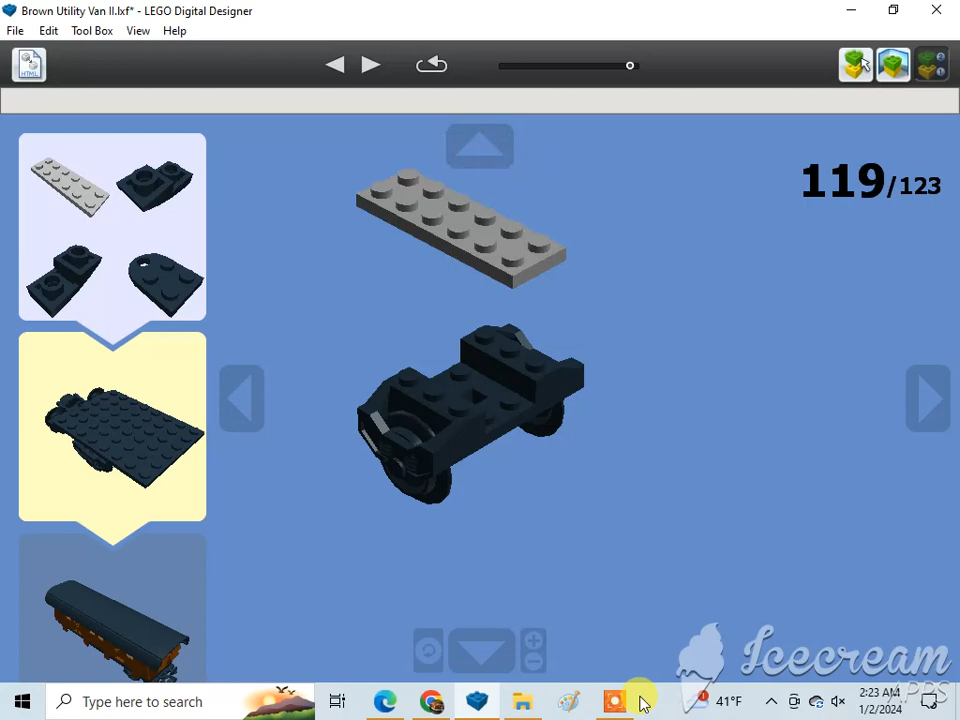 Brown Utility Van II.lxf* - LEGO Digital Designer
File Edit Tool Box View Help
HTML
119/123
Icecream
APPS
Type here to search
41°F
2:23 AM
1/2/2024